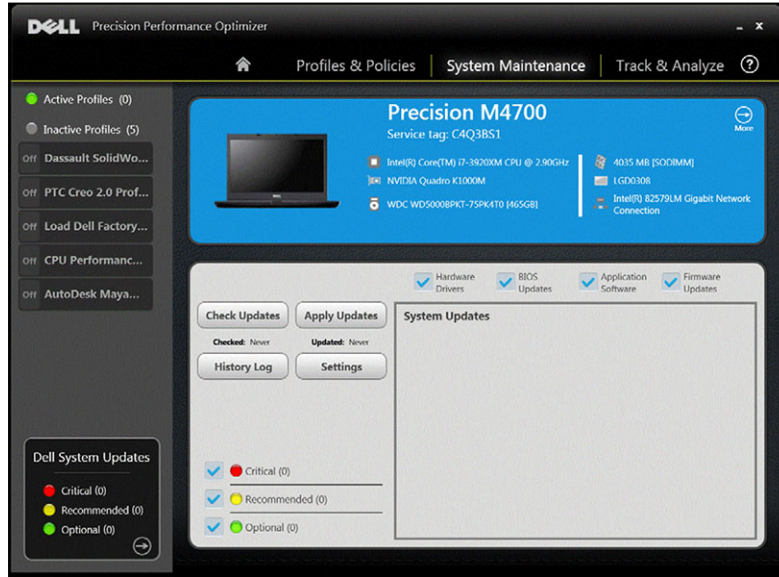 DELL Precision Performance Optimizer
Profiles & Policies System Maintenance Track & Analyze ?
Active Profiles (0)
Inactive Profiles (5)
Off Dassault SolidWo...
Off PTC Creo 2.0 Prof...
Off Load Dell Factory...
Off CPU Performanc...
Off AutoDesk Maya...
Dell System Updates
Critical (0)
Recommended (0)
Optional (0)
Precision M4700
Service tag: C4Q3BS1
More
Intel(R) Core(TM) i7-3920XM CPU @ 2.90GHz
NVIDIA Quadro K1000M
WDC WD5000BPKT-75PK4T0 [465GB]
4035 MB [SODIMM]
LGD0308
Intel(R) 82579LM Gigabit Network
Connection
Hardware
Drivers
BIOS
Updates
Application
Software
Firmware
Updates
Check Updates Apply Updates
Checked: Never Updated: Never
History Log Settings
Critical (0)
Recommended (0)
Optional (0)
System Updates